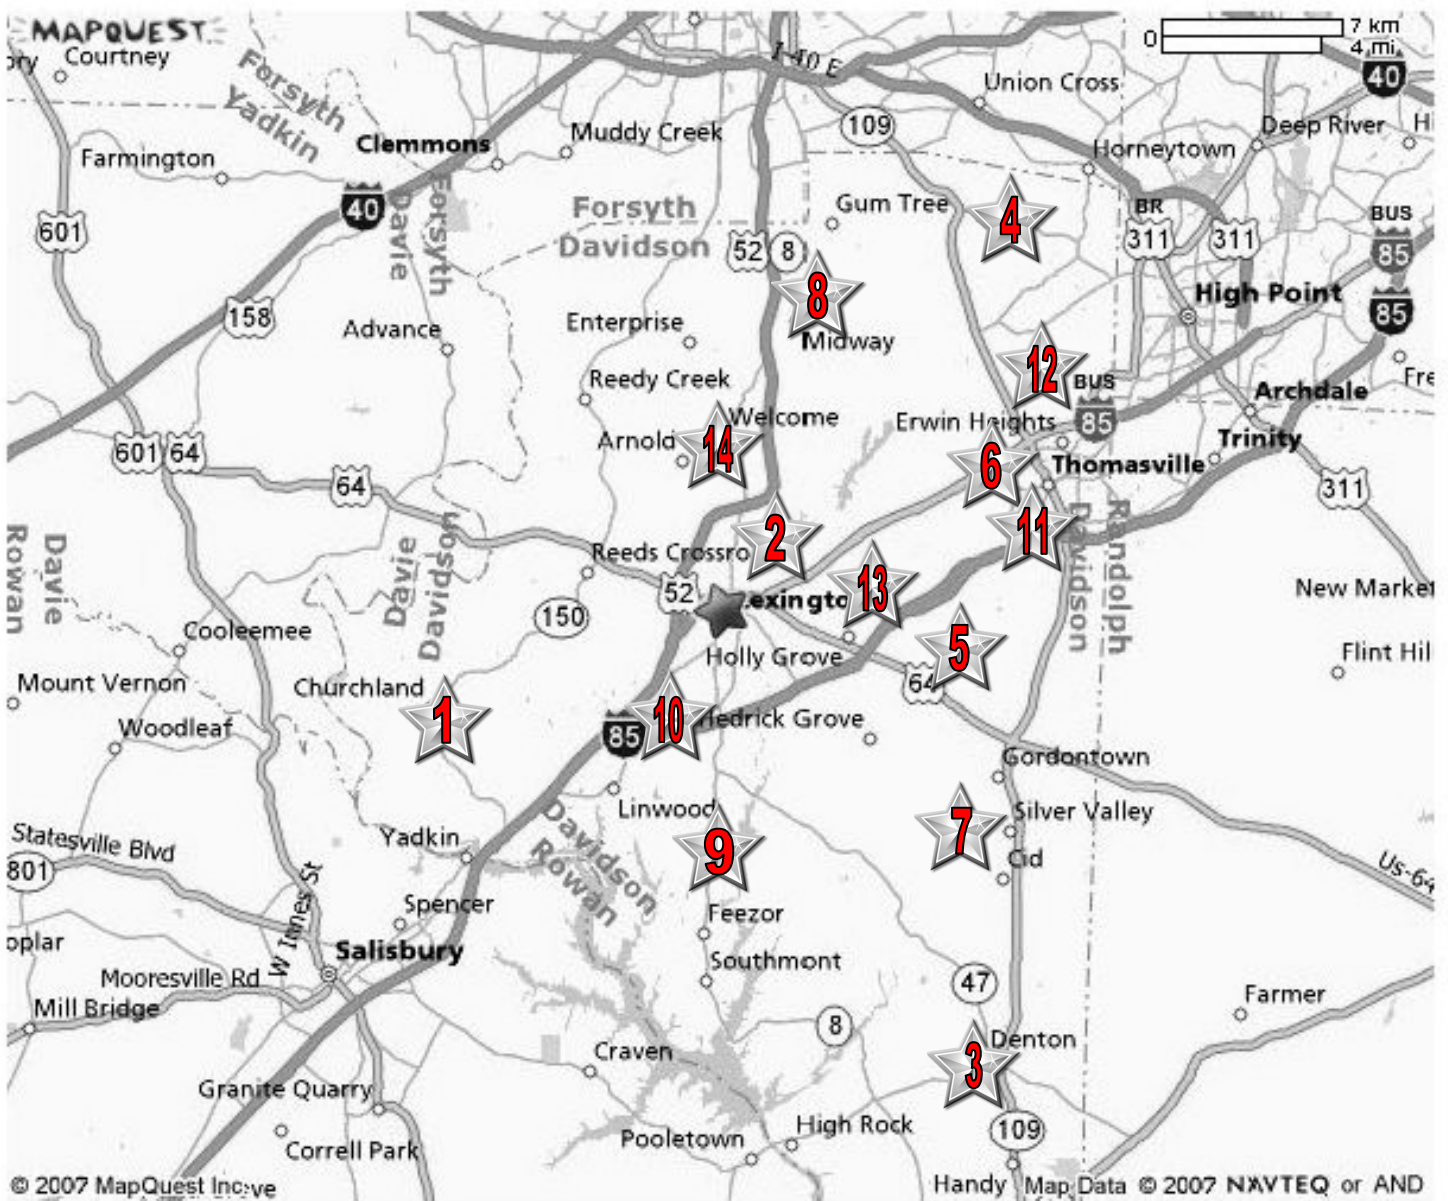 MAPQUEST
Courtney
ory
Forsyth
Yadkin
I-40 E
0
7 km
4 mi
40
Union Cross
109
Deep River
H
Clemmons
Muddy Creek
Horneytown
Farmington
40
Davie
Forsyth
Forsyth
Davidson
Gum Tree
4
BR
311
311
BUS
85
601
52
8
8
High Point
85
158
Advance
Enterprise
Midway
12
BUS
85
Fre
Reedy Creek
Archdale
Welcome
Erwin Heights
Arnold
14
6
Thomasville
Trinity
601
64
64
311
Rowan
Davie
Davie
Davidson
2
11
Davidson
Randolph
Reeds Crossro
52
exingto
13
New Market
150
Cooleemee
Holly Grove
5
Flint Hil
Mount Vernon
Churchland
64
1
10
Hedrick Grove
85
Woodleaf
Gordontown
Linwood
7
Silver Valley
Statesville Blvd
Yadkin
Davidson
Rowan
9
Cid
801
Us-64
W Innes St
Spencer
Feezor
oplar
Salisbury
Southmont
Mooresville Rd
47
Farmer
Mill Bridge
8
Denton
Craven
3
Granite Quarry
High Rock
109
Pooletown
Correll Park
© 2007 MapQuest Inc.
ve
Handy
Map Data © 2007 NAVTEQ or AND